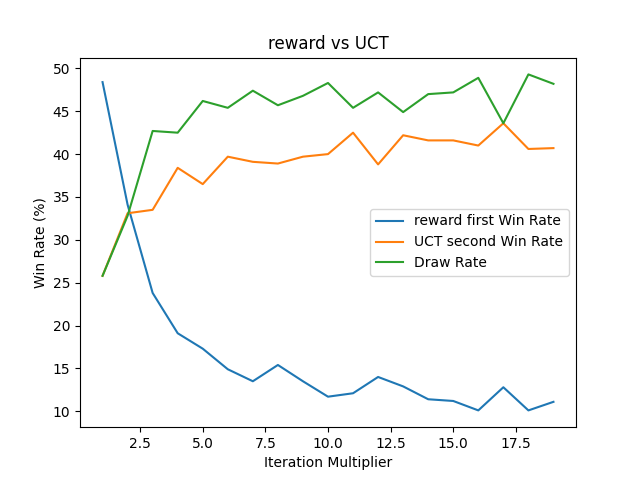 reward vs UCT
50
45
40
35
30
25
20
15
10
Win Rate (%)
reward first Win Rate
UCT second Win Rate
Draw Rate
2.5 5.0 7.5 10.0 12.5 15.0 17.5
Iteration Multiplier